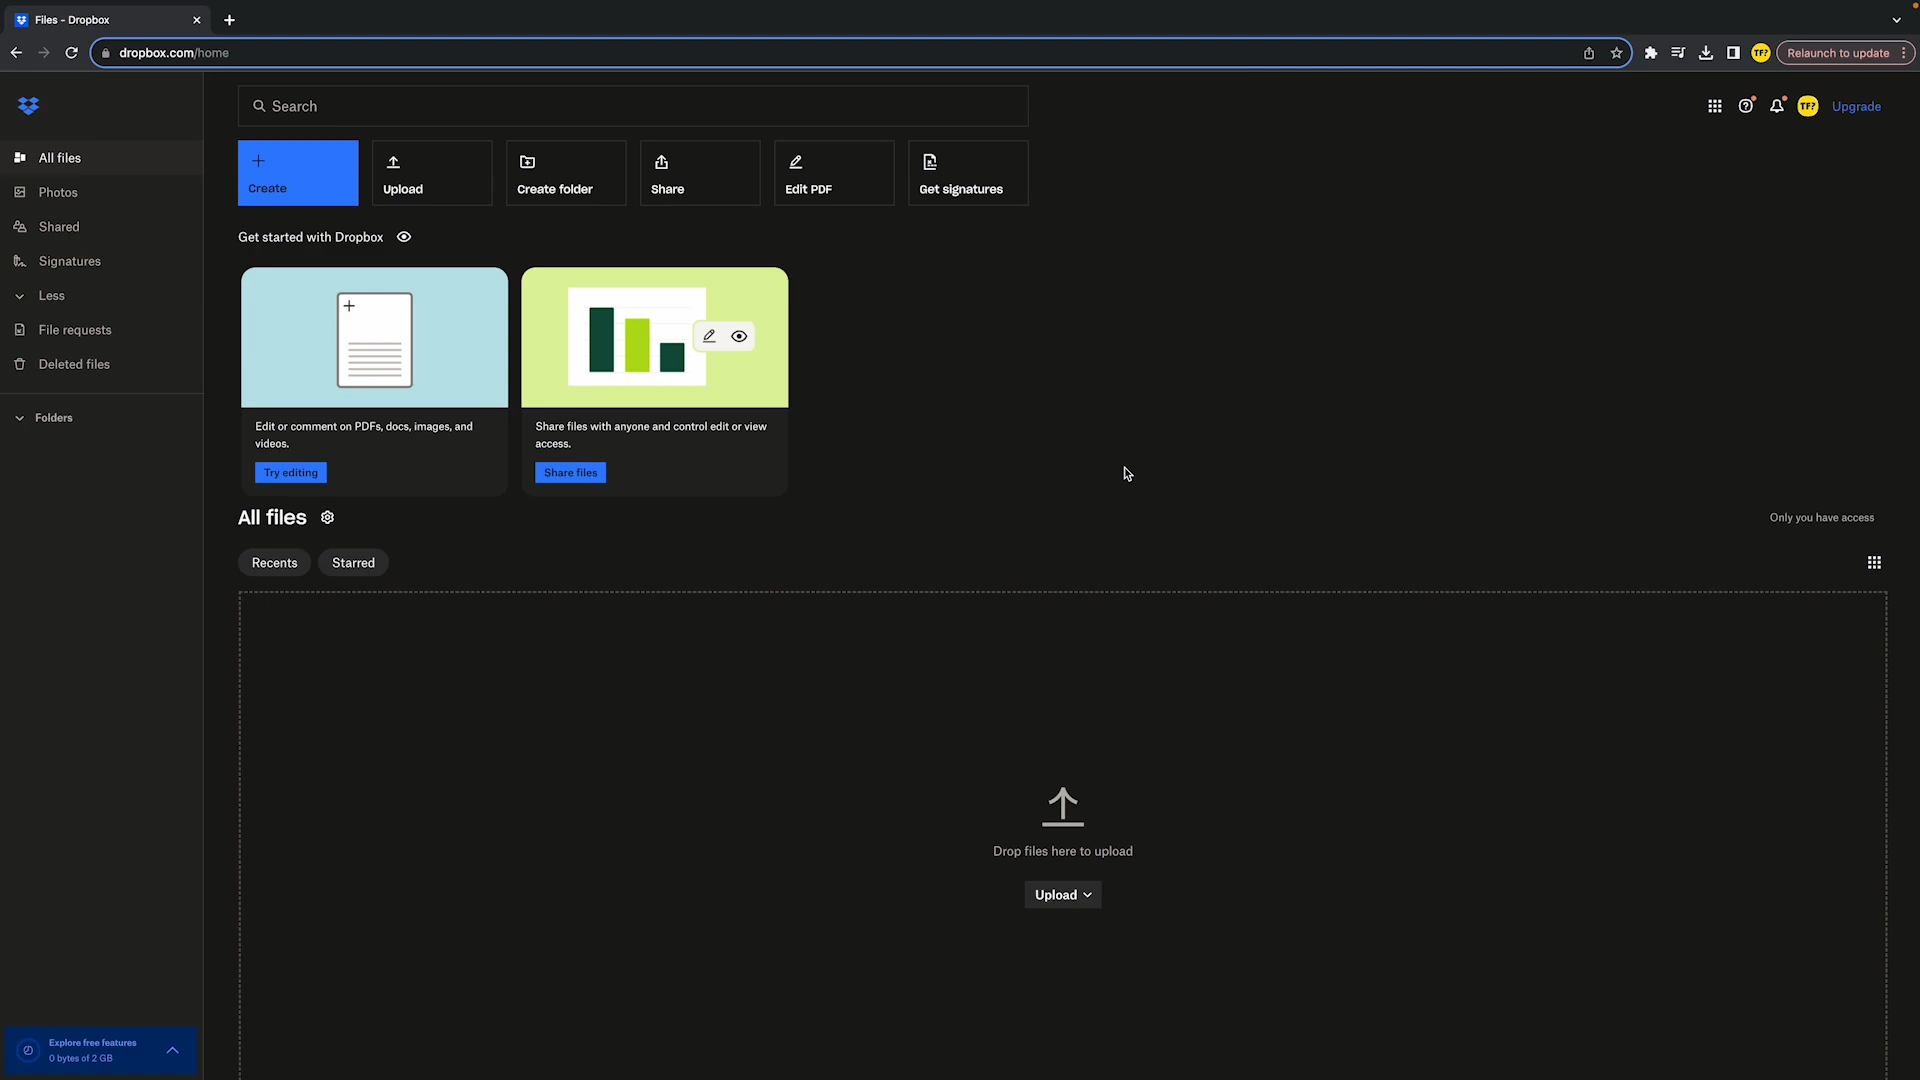 Files - Dropbox
dropbox.com/home
TF?
Relaunch to update
Search
TF?
Upgrade
All files
Photos
Shared
Signatures
Less
File requests
Deleted files
Folders
Create
Upload
Create folder
Share
Edit PDF
Get signatures
Get started with Dropbox
Edit or comment on PDFs, docs, images, and
videos.
Try editing
Share files with anyone and control edit or view
access.
Share files
All files
Only you have access
Recents
Starred
Drop files here to upload
Upload
Explore free features
0 bytes of 2 GB